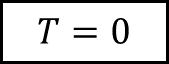 T = 0